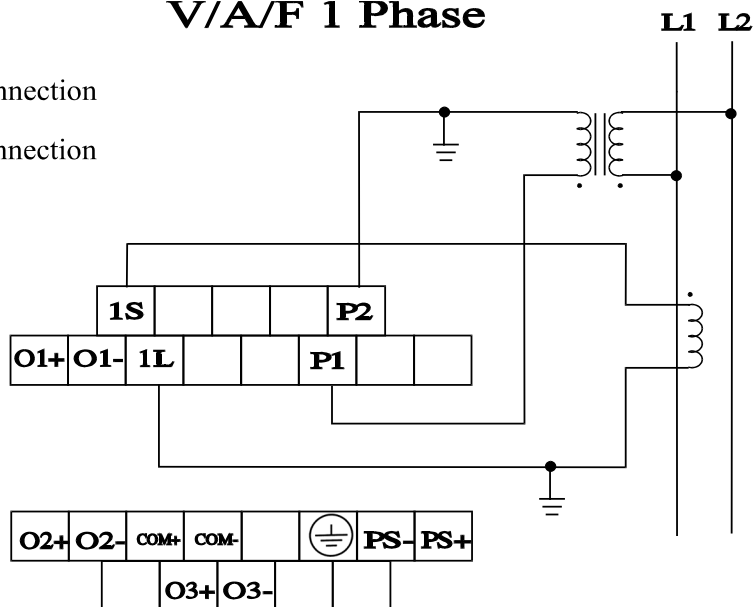 V/A/F 1 Phase
L1 L2
nnection
nnection
1S P2
O1+ O1- 1L P1
O2+ O2- COM+ COM- PS- PS+
O3+ O3-